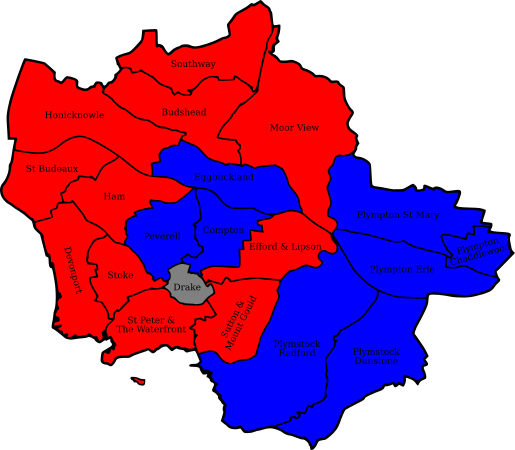 Southway
Honicknowle
Budshead
Moor View
St Budeaux
Eggbuckland
Ham
Plympton St Mary
Peverell
Compton
Efford & Lipson
Plympton
Chaddlewood
Devonport
Stoke
Plympton Erle
Drake
St Peter &
The Waterfront
Sutton &
Mount Gould
Plymstock
Radford
Plymstock
Dunstone